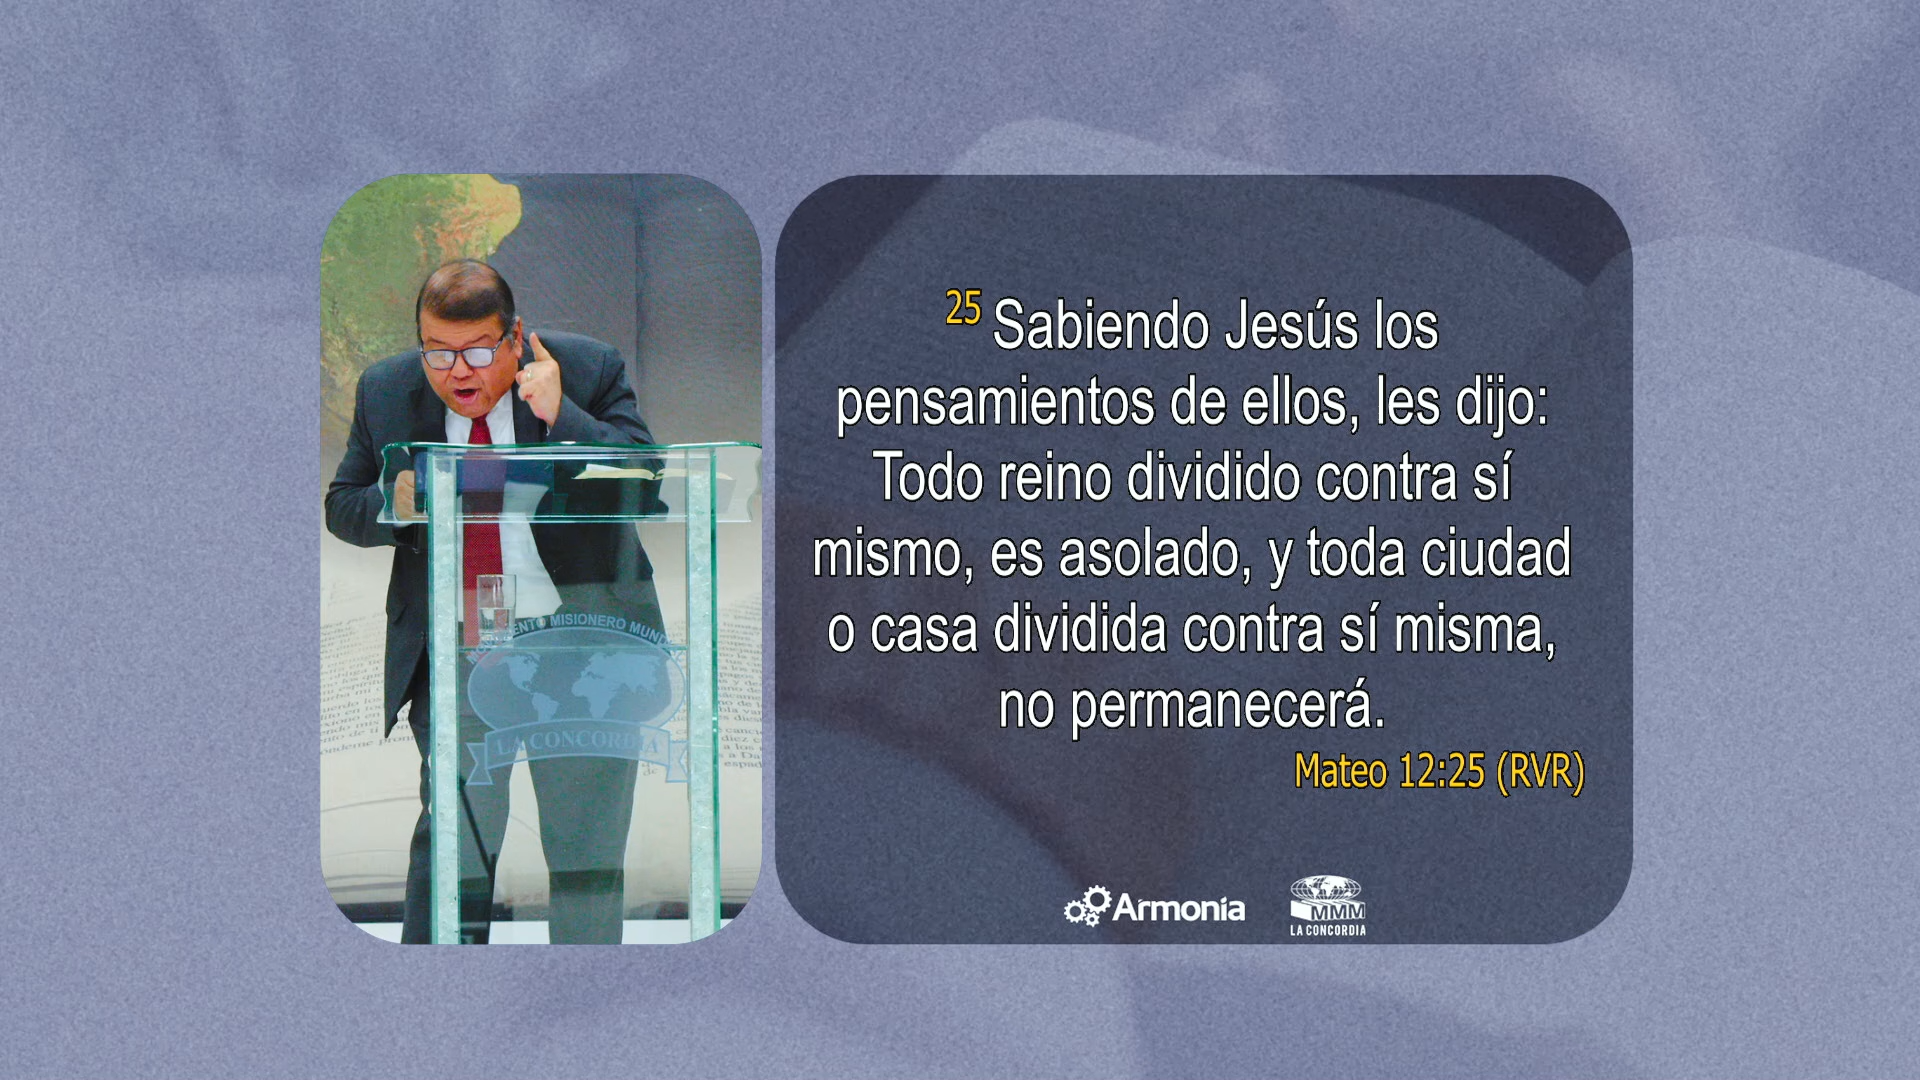 25 Sabiendo Jesús los
pensamientos de ellos, les dijo:
Todo reino dividido contra sí
mismo, es asolado, y toda ciudad
o casa dividida contra sí misma,
no permanecerá.
Mateo 12:25 (RVR)
Armonía
MMM
LA CONCORDIA
MISIONERO
LA CONCORDIA